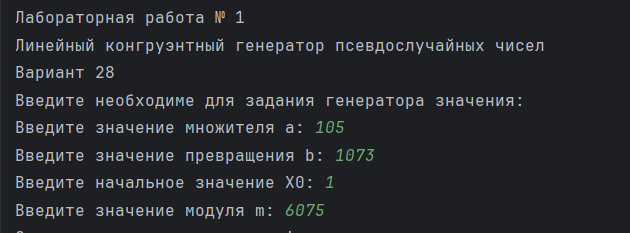 Лабораторная работа № 1
Линейный конгруэнтный генератор псевдослучайных чисел
Вариант 28
Введите необходиме для задания генератора значения:
Введите значение множителя a: 105
Введите значение превращения b: 1073
Введите начальное значение X0: 1
Введите значение модуля m: 6075